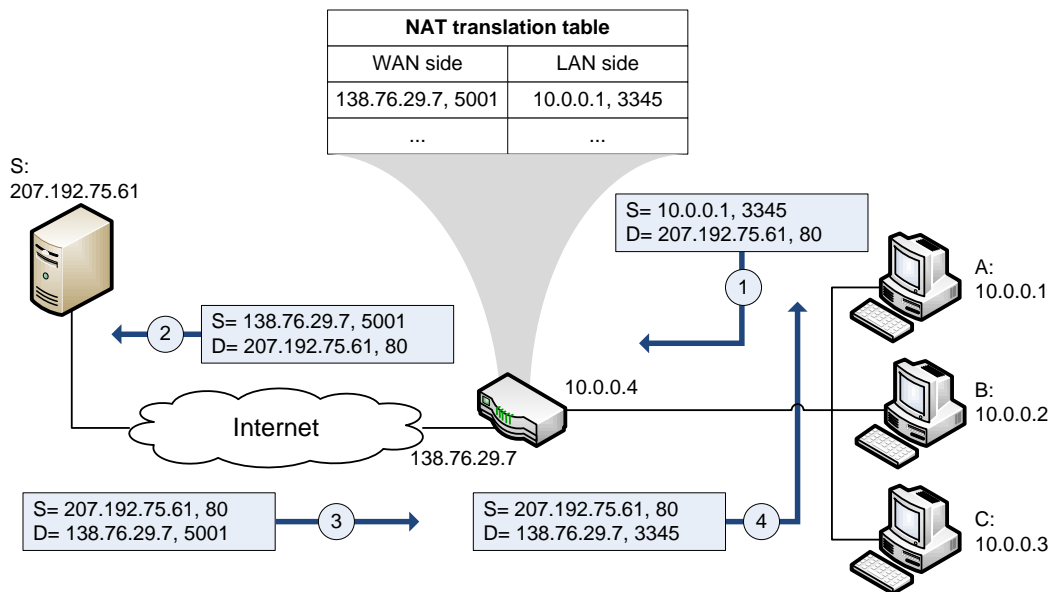 NAT translation table
WAN side LAN side
138.76.29.7, 5001 10.0.0.1, 3345
... ...
S:
207.192.75.61
S= 10.0.0.1, 3345
D= 207.192.75.61, 80
1
A:
10.0.0.1
2
S= 138.76.29.7, 5001
D= 207.192.75.61, 80
10.0.0.4
B:
10.0.0.2
Internet
138.76.29.7
S= 207.192.75.61, 80
D= 138.76.29.7, 5001
3
S= 207.192.75.61, 80
D= 138.76.29.7, 3345
4
C:
10.0.0.3